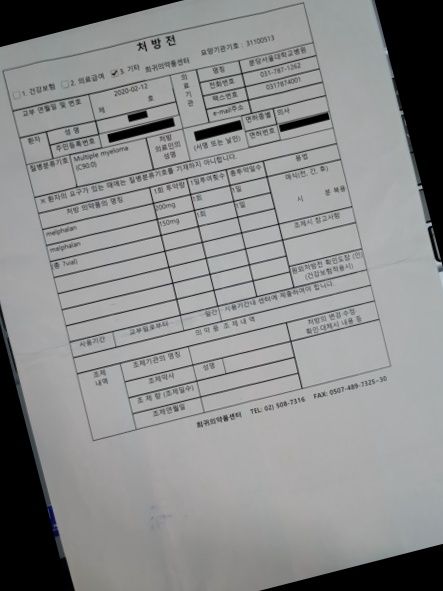 처 방 전
1. 건강보험 2. 의료급여 3. 기타 희귀의약품센터 요양기관기호 : 31100513
교부 연월일 및 번호 2020-02-12 제 호
의료기관 명칭 분당서울대학교병원
전화번호 031-787-1262
팩스번호 0317874001
e-mail주소
환자 성 명
주민등록번호
처방 의료인의 성명 (서명 또는 날인)
면허종별 의사
면허번호
질병분류기호 Multiple myeloma (C90.0)
※ 환자의 요구가 있는 때에는 질병분류기호를 기재하지 아니합니다.
처방 의약품의 명칭 1회 투약량 1일투여횟수 총투약일수 용법
melphalan 200mg 1회 1일
melphalan 150mg 1회 1일
(총 7vial)
매식(전, 간, 후)
시 분 복용
조제시 참고사항
원외처방전 확인도장 (인)
(건강보험적용시)
사용기간 교부일로부터 일간 사용기간내 센터에 제출하여야 합니다.
의 약 품 조 제 내 역
조제내역 조제기관의 명칭
조제약사 성명
조 제 량 (조제일수)
조제연월일
처방의 변경·수정·
확인·대체시 내용 등
희귀의약품센터 TEL: 02) 508-7316 FAX: 0507-489-7325~30